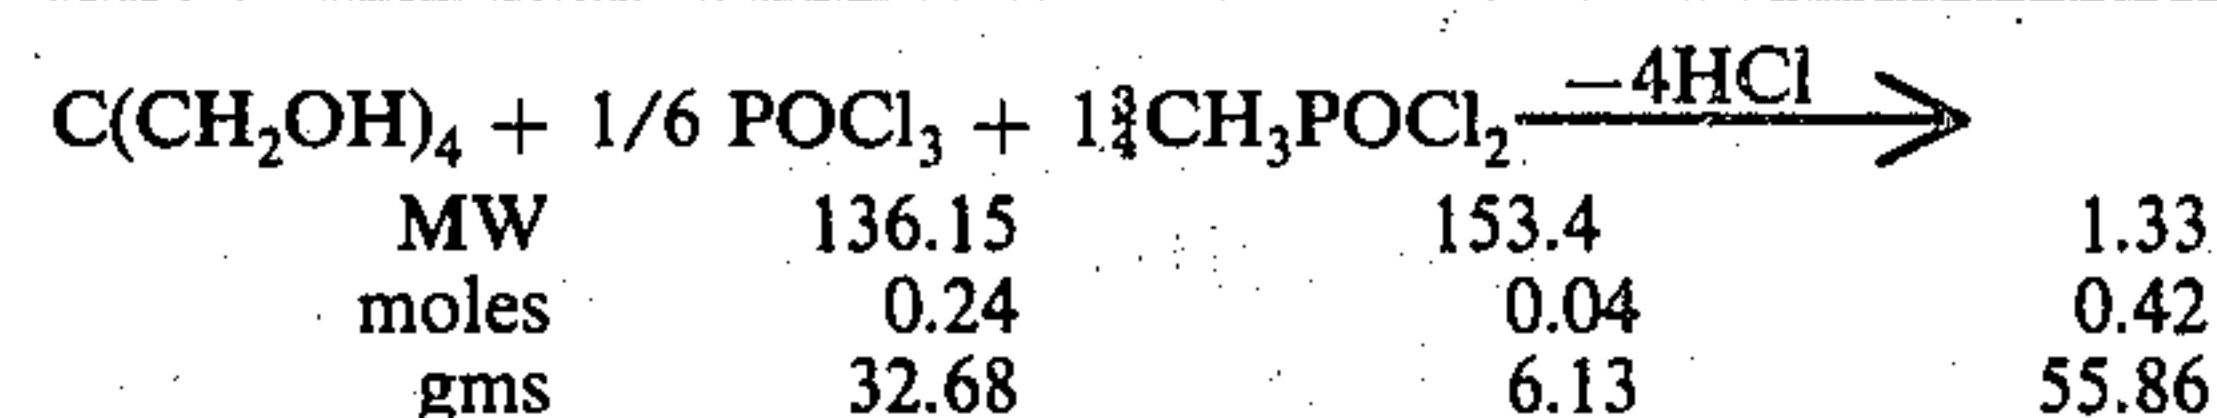 C(CH₂OH)₄ + 1/6 POCl₃ + 1¾CH₃POCl₂ —4HCl
MW 136.15 153.4 1.33
moles 0.24 0.04 0.42
gms 32.68 6.13 55.86